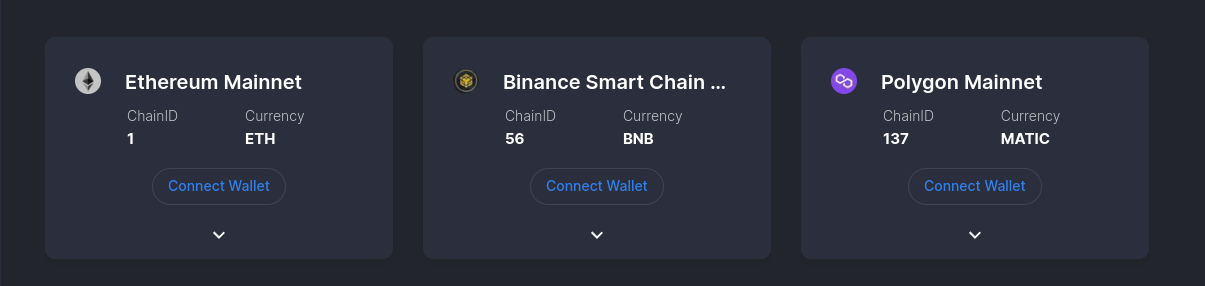 Ethereum Mainnet
ChainID Currency
1 ETH
Connect Wallet
Binance Smart Chain ...
ChainID Currency
56 BNB
Connect Wallet
Polygon Mainnet
ChainID Currency
137 MATIC
Connect Wallet